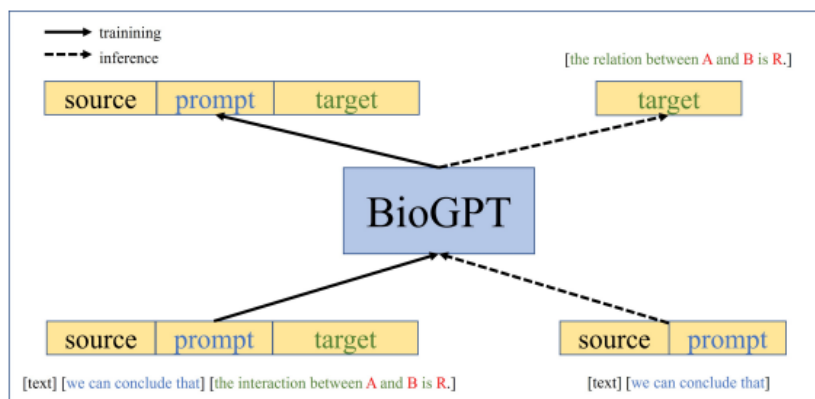 trainining
inference
[the relation between A and B is R.]
source prompt target
target
BioGPT
source prompt target
source prompt
[text] [we can conclude that] [the interaction between A and B is R.]
[text] [we can conclude that]